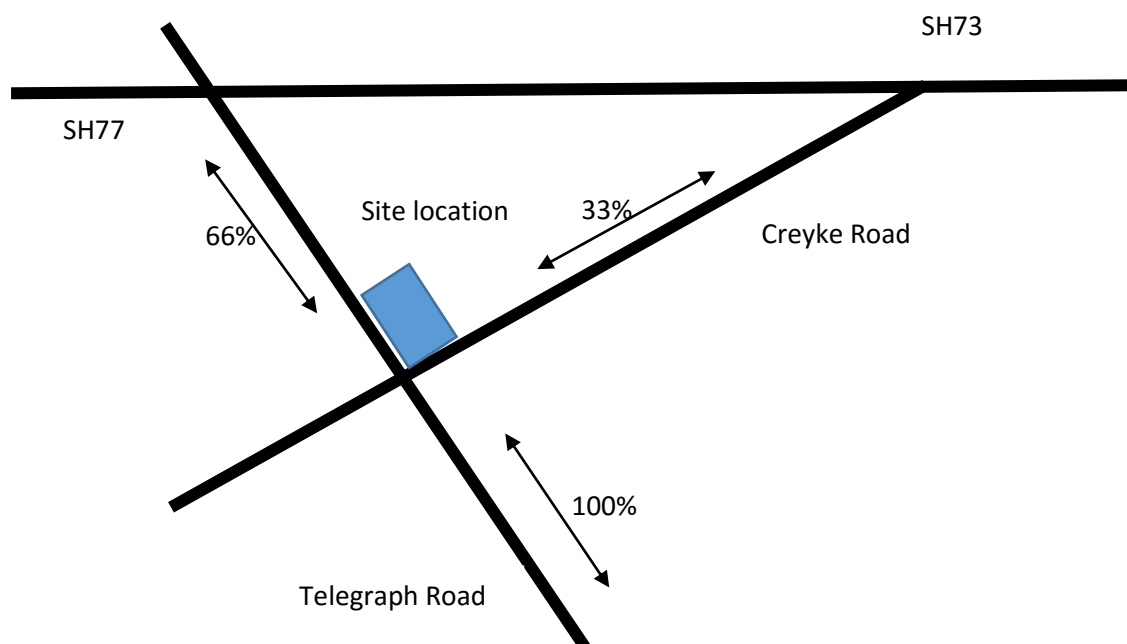 SH73
SH77
Site location
33%
66%
Creyke Road
100%
Telegraph Road